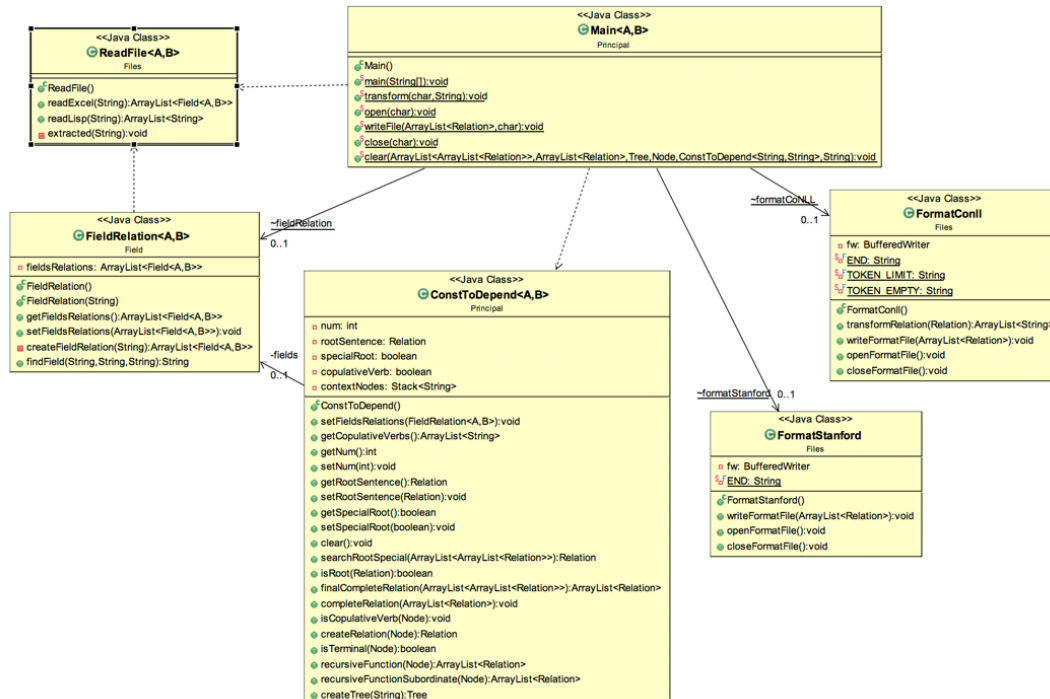 <<Java Class>>
ReadFile<A,B>
Files
ReadFile()
readExcel(String):ArrayList<Field<A,B>>
readLisp(String):ArrayList<String>
extracted(String):void
<<Java Class>>
Main<A,B>
Principal
Main()
main(String[]):void
transform(char,String):void
open(char):void
writeFile(ArrayList<Relation>,char):void
close(char):void
clear(ArrayList<ArrayList<Relation>>,ArrayList<Relation>,Tree,Node,ConstToDepend<String,String>,String):void
~fieldRelation
0..1
~formatCoNLL
0..1
<<Java Class>>
FieldRelation<A,B>
Field
fieldsRelations: ArrayList<Field<A,B>>
FieldRelation()
FieldRelation(String)
getFieldsRelations():ArrayList<Field<A,B>>
setFieldsRelations(ArrayList<Field<A,B>>):void
createFieldRelation(String):ArrayList<Field<A,B>>
findField(String,String,String):String
-fields
0..1
<<Java Class>>
ConstToDepend<A,B>
Principal
num: int
rootSentence: Relation
specialRoot: boolean
copulativeVerb: boolean
contextNodes: Stack<String>
ConstToDepend()
setFieldsRelations(FieldRelation<A,B>):void
getCopulativeVerbs():ArrayList<String>
getNum():int
setNum(int):void
getRootSentence():Relation
setRootSentence(Relation):void
getSpecialRoot():boolean
setSpecialRoot(boolean):void
clear():void
searchRootSpecial(ArrayList<ArrayList<Relation>>):Relation
isRoot(Relation):boolean
finalCompleteRelation(ArrayList<ArrayList<Relation>>):ArrayList<Relation>
completeRelation(ArrayList<Relation>):void
isCopulativeVerb(Node):void
createRelation(Node):Relation
isTerminal(Node):boolean
recursiveFunction(Node):ArrayList<Relation>
recursiveFunctionSubordinate(Node):ArrayList<Relation>
createTree(String):Tree
<<Java Class>>
FormatConll
Files
fw: BufferedWriter
END: String
TOKEN_LIMIT: String
TOKEN_EMPTY: String
FormatConll()
transformRelation(Relation):ArrayList<String>
writeFormatFile(ArrayList<Relation>):void
openFormatFile():void
closeFormatFile():void
~formatStanford 0..1
<<Java Class>>
FormatStanford
Files
fw: BufferedWriter
END: String
FormatStanford()
writeFormatFile(ArrayList<Relation>):void
openFormatFile():void
closeFormatFile():void